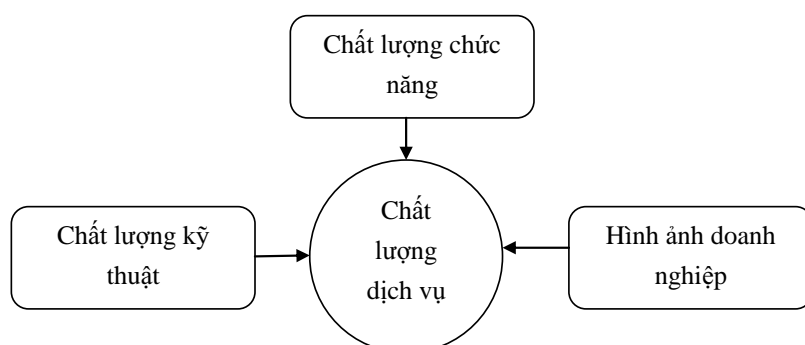 Chất lượng chức
năng
Chất lượng kỹ
thuật
Chất
lượng
dịch vụ
Hình ảnh doanh
nghiệp